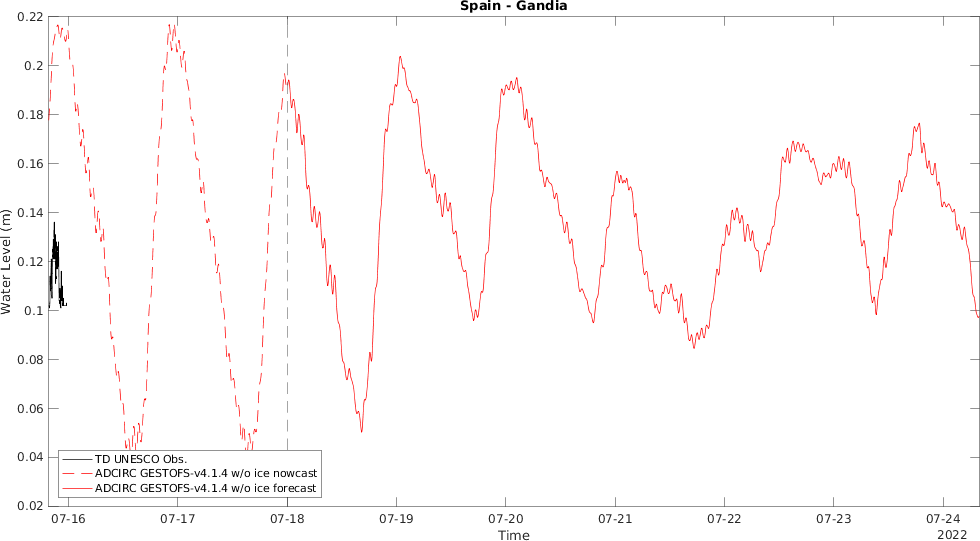 Spain - Gandia
0.22
0.2
0.18
0.16
0.14
0.12
0.1
0.08
0.06
0.04
0.02
Water Level (m)
TD UNESCO Obs.
ADCIRC GESTOFS-v4.1.4 w/o ice nowcast
ADCIRC GESTOFS-v4.1.4 w/o ice forecast
07-16 07-17 07-18 07-19 07-20 07-21 07-22 07-23 07-24
Time
2022